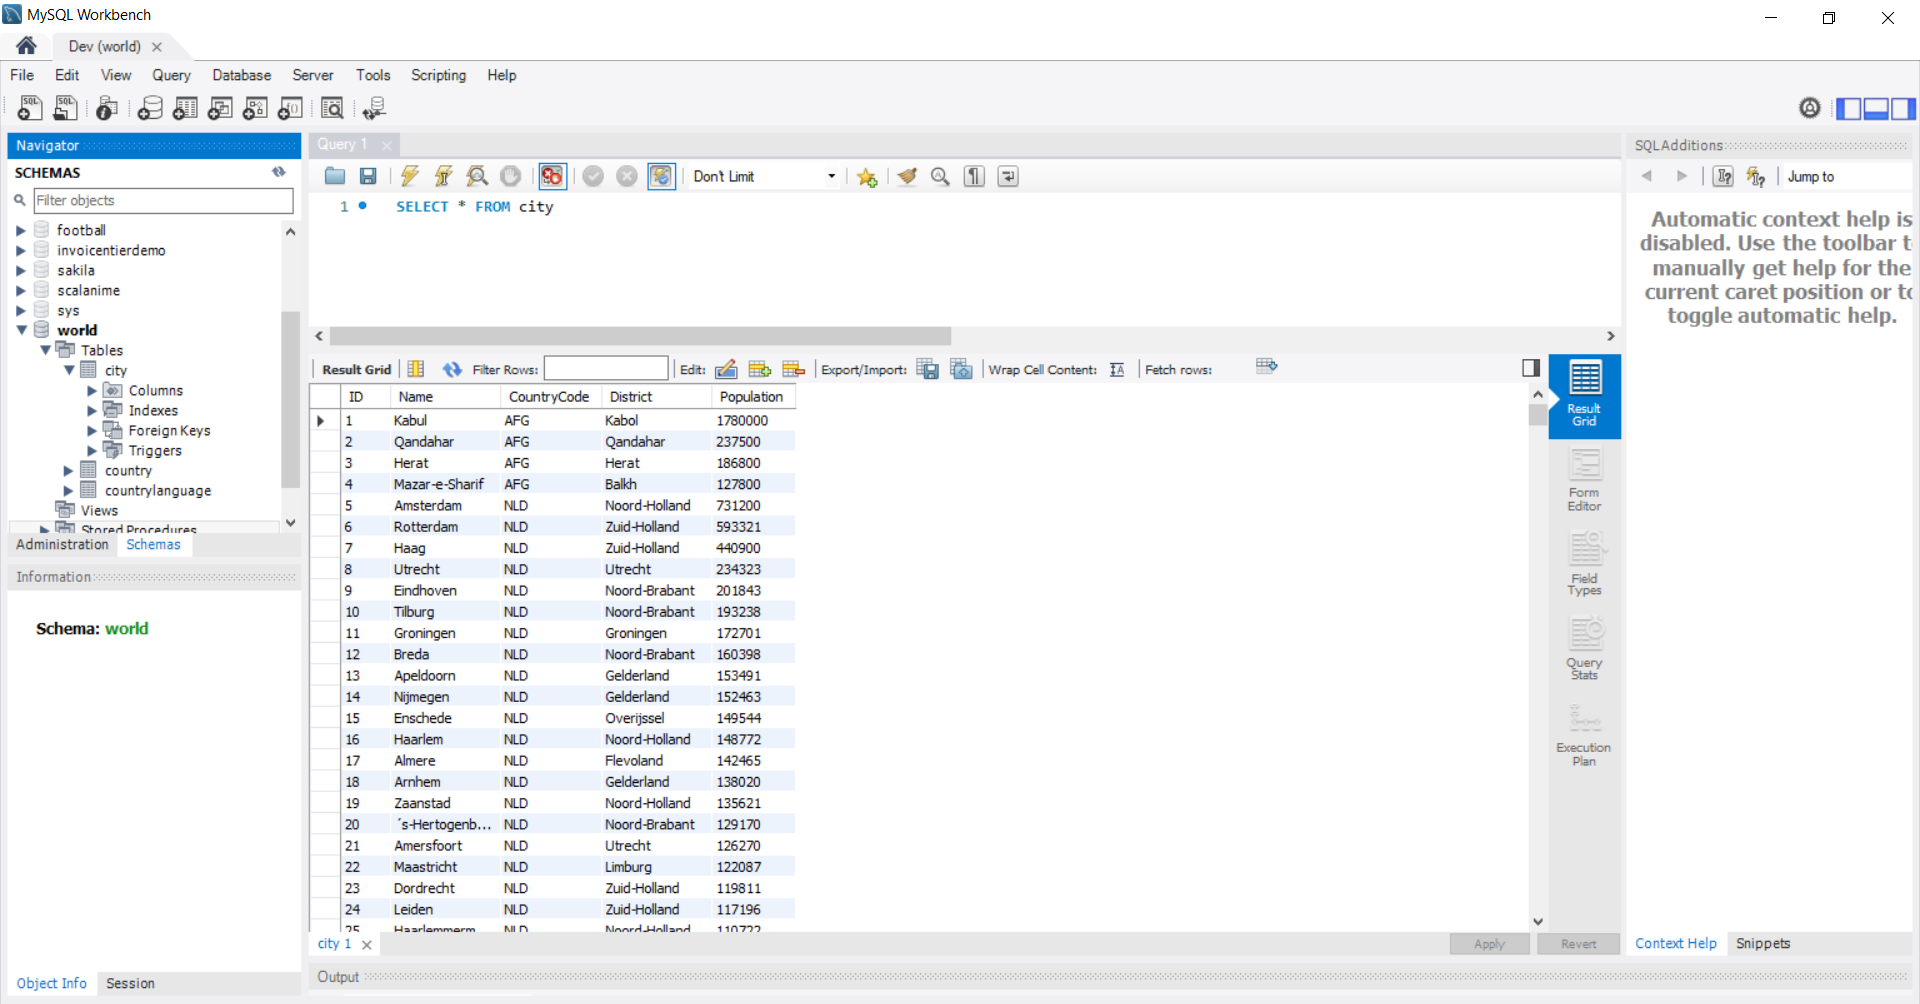 MySQL Workbench
Dev (world)
File Edit View Query Database Server Tools Scripting Help
Navigator
SCHEMAS
Filter objects
football
invoicentierdemo
sakila
scalanime
sys
world
Tables
city
Columns
Indexes
Foreign Keys
Triggers
country
countrylanguage
Views
Stored Procedures
Administration Schemas
Information
Schema: world
Object Info Session
Query 1
Don't Limit
1 SELECT * FROM city
Result Grid Filter Rows: Edit: Export/Import: Wrap Cell Content: Fetch rows:
ID Name CountryCode District Population
1 Kabul AFG Kabol 1780000
2 Qandahar AFG Qandahar 237500
3 Herat AFG Herat 186800
4 Mazar-e-Sharif AFG Balkh 127800
5 Amsterdam NLD Noord-Holland 731200
6 Rotterdam NLD Zuid-Holland 593321
7 Haag NLD Zuid-Holland 440900
8 Utrecht NLD Utrecht 234323
9 Eindhoven NLD Noord-Brabant 201843
10 Tilburg NLD Noord-Brabant 193238
11 Groningen NLD Groningen 172701
12 Breda NLD Noord-Brabant 160398
13 Apeldoorn NLD Gelderland 153491
14 Nijmegen NLD Gelderland 152463
15 Enschede NLD Overijssel 149544
16 Haarlem NLD Noord-Holland 148772
17 Almere NLD Flevoland 142465
18 Arnhem NLD Gelderland 138020
19 Zaanstad NLD Noord-Holland 135621
20 ´s-Hertogenb... NLD Noord-Brabant 129170
21 Amersfoort NLD Utrecht 126270
22 Maastricht NLD Limburg 122087
23 Dordrecht NLD Zuid-Holland 119811
24 Leiden NLD Zuid-Holland 117196
25 Haarlemmerm NLD Noord-Holland 110722
city 1
Apply Revert
Output
Result
Grid
Form
Editor
Field
Types
Query
Stats
Execution
Plan
SQLAdditions
Jump to
Automatic context help is
disabled. Use the toolbar t
manually get help for the
current caret position or to
toggle automatic help.
Context Help Snippets